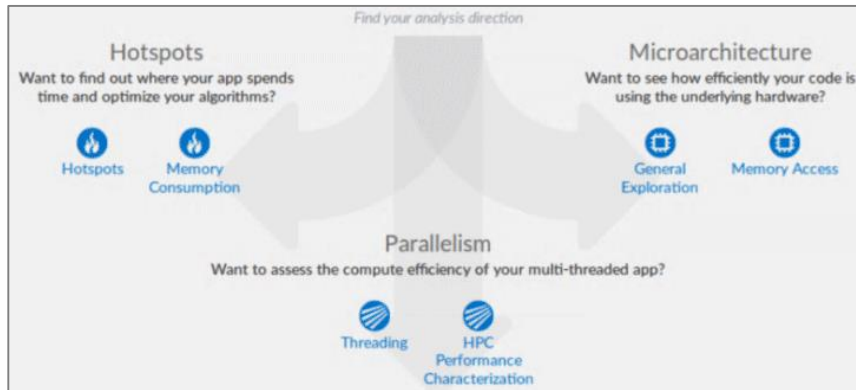 Find your analysis direction
Hotspots
Want to find out where your app spends
time and optimize your algorithms?
Hotspots
Memory
Consumption
Microarchitecture
Want to see how efficiently your code is
using the underlying hardware?
General
Exploration
Memory Access
Parallelism
Want to assess the compute efficiency of your multi-threaded app?
Threading
HPC
Performance
Characterization